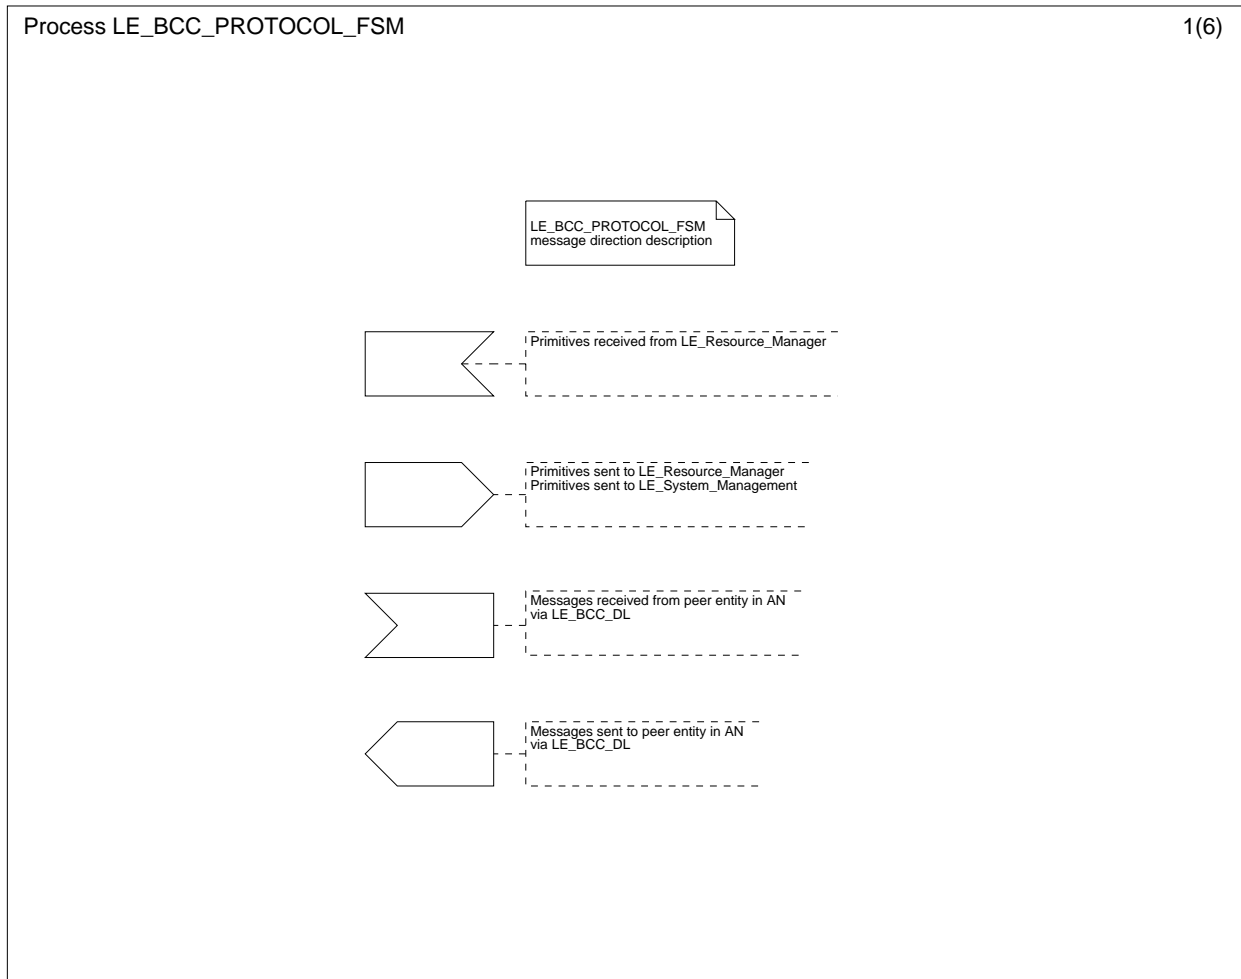 Process LE_BCC_PROTOCOL_FSM
1(6)
LE_BCC_PROTOCOL_FSM
message direction description
Primitives received from LE_Resource_Manager
Primitives sent to LE_Resource_Manager
Primitives sent to LE_System_Management
Messages received from peer entity in AN
via LE_BCC_DL
Messages sent to peer entity in AN
via LE_BCC_DL